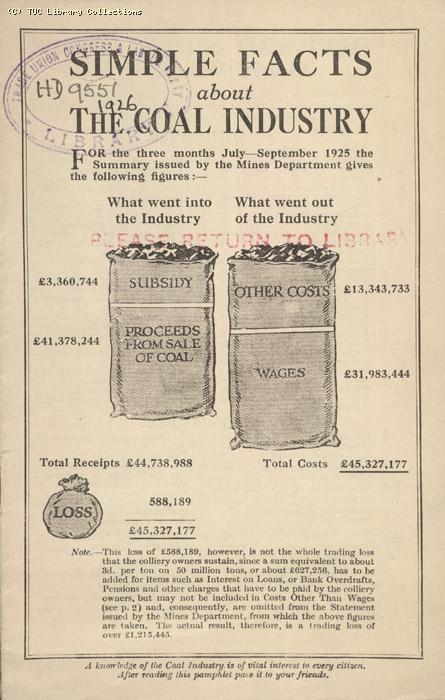 (C) TUC Library Collections
TRADE UNION CONGRESS &
LIBRARY
HD 9551
1926
SIMPLE FACTS
about
THE COAL INDUSTRY
FOR the three months July—September 1925 the
Summary issued by the Mines Department gives
the following figures:—
What went into
the Industry
What went out
of the Industry
PLEASE RETURN TO LIBRARY
£3,360,744
SUBSIDY
£41,378,244
PROCEEDS
FROM SALE
OF COAL
OTHER COSTS
£13,343,733
WAGES
£31,983,444
Total Receipts £44,738,988
Total Costs £45,327,177
LOSS
588,189
£45,327,177
Note.—This loss of £588,189, however, is not the whole trading loss
that the colliery owners sustain, since a sum equivalent to about
3d. per ton on 50 million tons, or about £627,256, has to be
added for items such as Interest on Loans, or Bank Overdrafts,
Pensions and other charges that have to be paid by the colliery
owners, but may not be included in Costs Other Than Wages
(see p. 2) and, consequently, are omitted from the Statement
issued by the Mines Department, from which the above figures
are taken. The actual result, therefore, is a trading loss of
over £1,215,445.
A knowledge of the Coal Industry is of vital interest to every citizen.
After reading this pamphlet pass it to your friends.